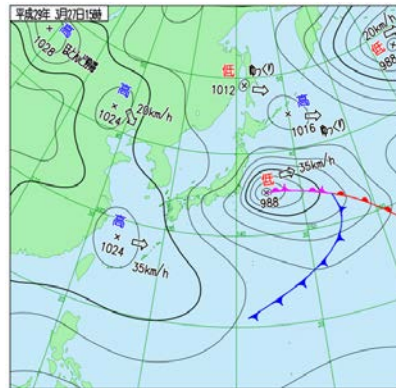 平成29年 3月27日15時
高
1028
ほとんど停滞
高
1024
20km/h
低
1012
ゆっくり
高
1016
ゆっくり
20km/h
低
988
低
988
35km/h
高
1024
35km/h